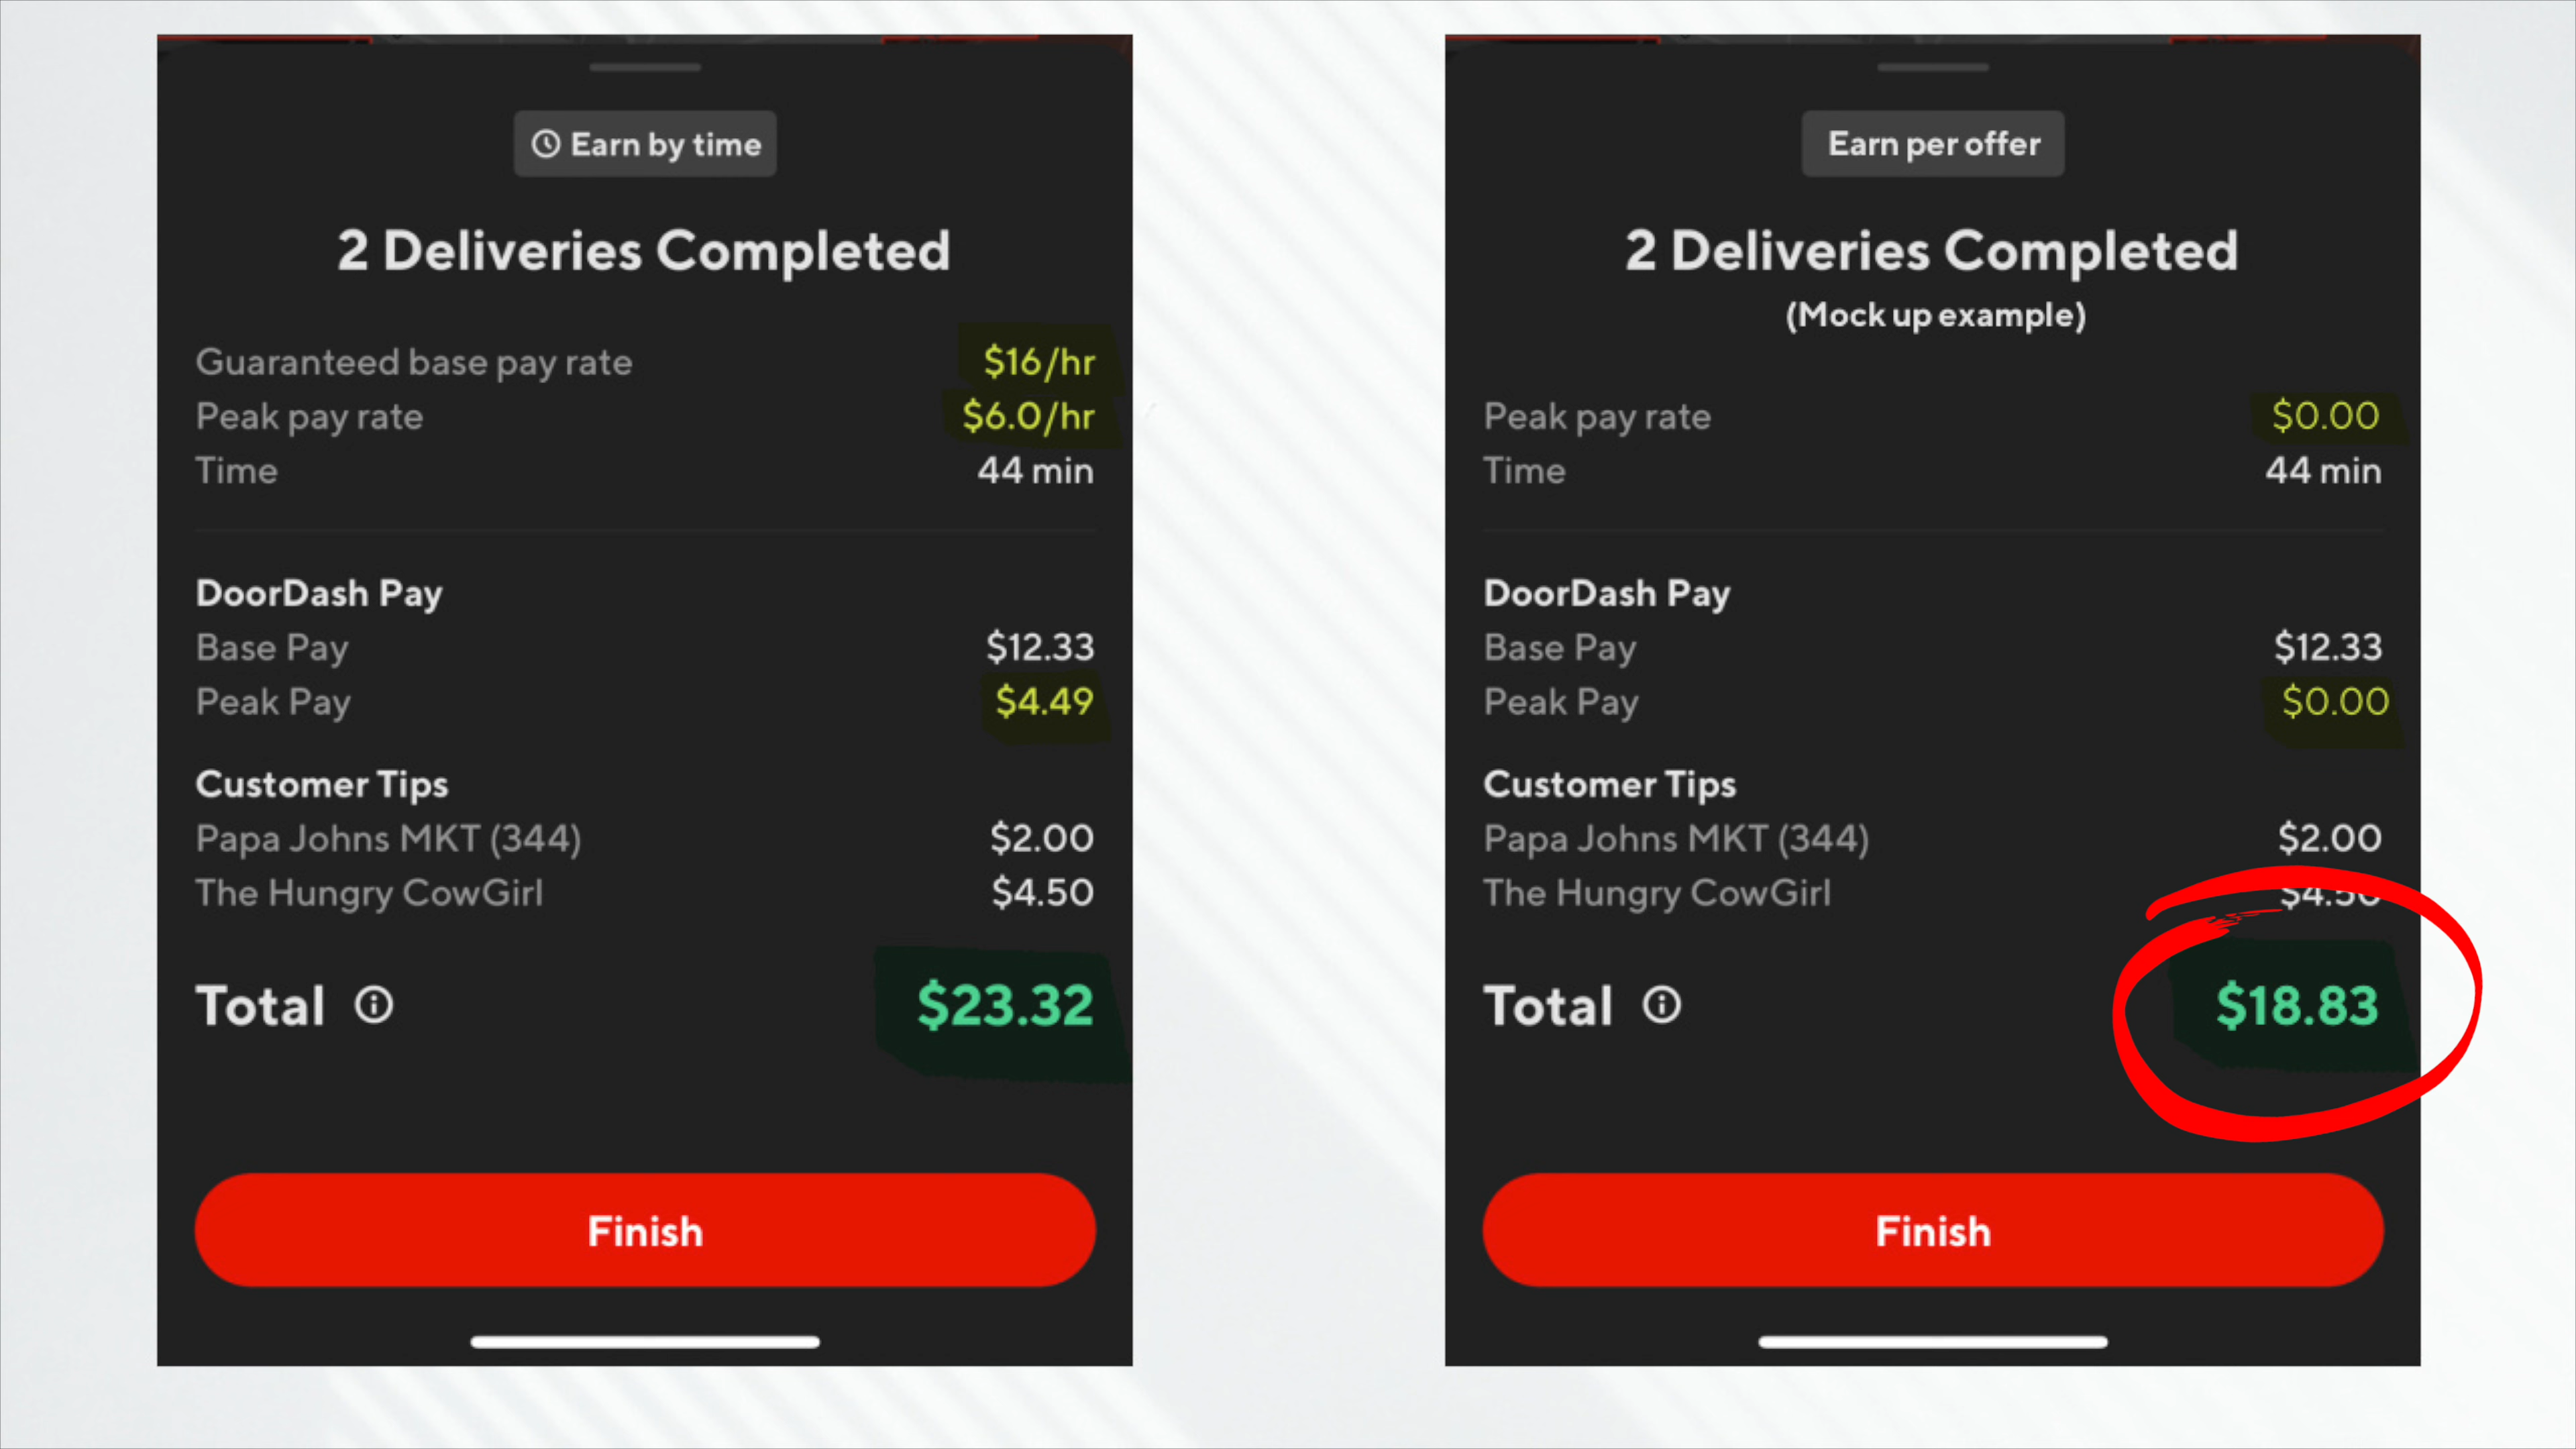 Earn by time
2 Deliveries Completed
Guaranteed base pay rate $16/hr
Peak pay rate $6.0/hr
Time 44 min
DoorDash Pay
Base Pay $12.33
Peak Pay $4.49
Customer Tips
Papa Johns MKT (344) $2.00
The Hungry CowGirl $4.50
Total $23.32
Finish
Earn per offer
2 Deliveries Completed
(Mock up example)
Peak pay rate $0.00
Time 44 min
DoorDash Pay
Base Pay $12.33
Peak Pay $0.00
Customer Tips
Papa Johns MKT (344) $2.00
The Hungry CowGirl $4.50
Total $18.83
Finish